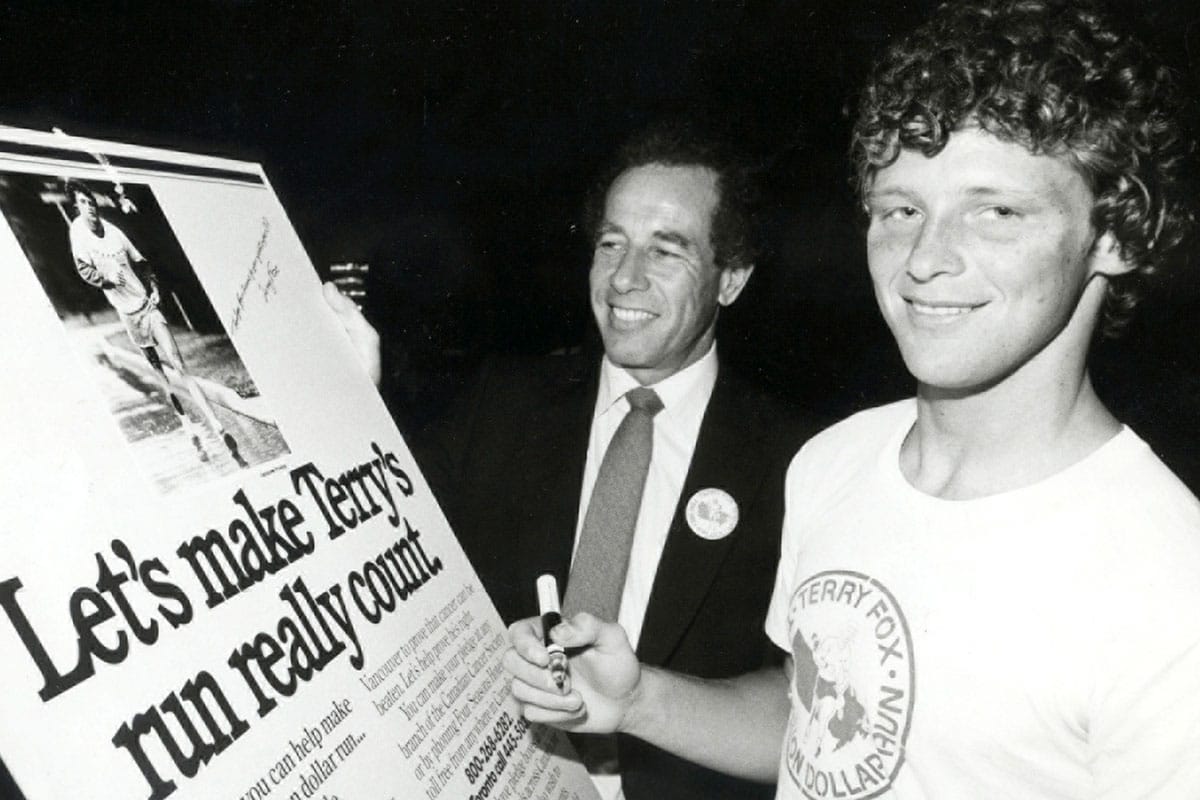 Let's make Terry's
run really count.
you can help make
dollar run...
Vancouver to prove that cancer can be
beaten. Let's help prove he's right.
You can make your pledge at any
branch of the Canadian Cancer Society
or by phoning Four Seasons Hotels
toll free from anywhere in Canada
800-268-6282.
Toronto call 445-50
TERRY FOX
ON DOLLAR RUN